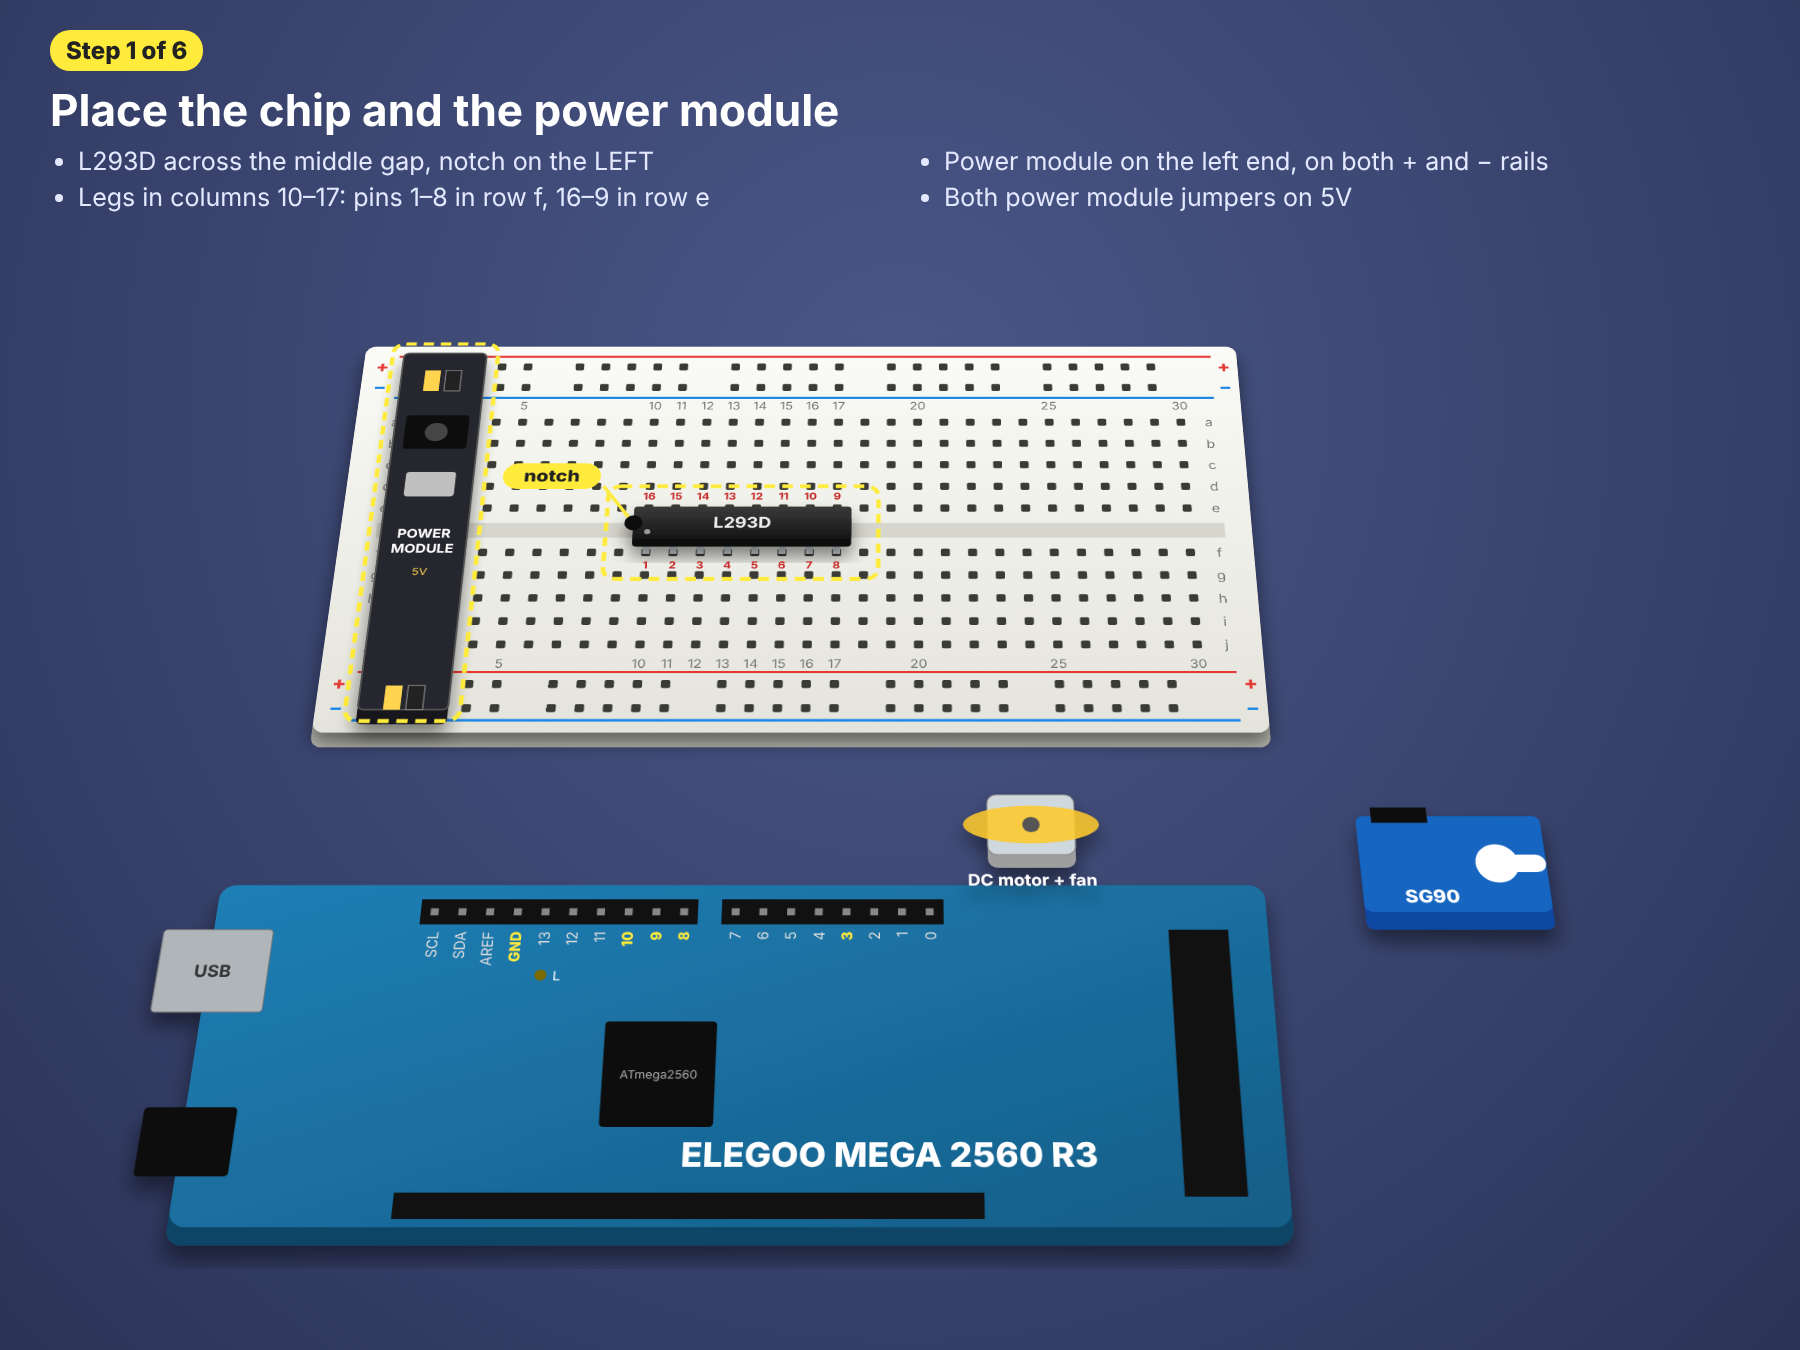 Step 1 of 6
Place the chip and the power module
• L293D across the middle gap, notch on the LEFT
• Legs in columns 10–17: pins 1–8 in row f, 16–9 in row e
• Power module on the left end, on both + and − rails
• Both power module jumpers on 5V
+ +
− −
5 10 11 12 13 14 15 16 17 20 25 30
a
b
c
notch
d
16 15 14 13 12 11 10 9
e
L293D
POWER
MODULE
5V
f
1 2 3 4 5 6 7 8
g
h
i
j
5 10 11 12 13 14 15 16 17 20 25 30
+ +
− −
DC motor + fan
SG90
SCL SDA AREF GND 13 12 11 10 9 8 7 6 5 4 3 2 1 0
L
USB
ATmega2560
ELEGOO MEGA 2560 R3